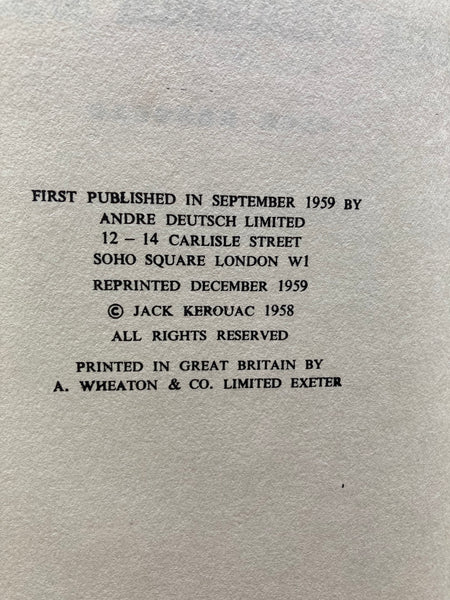 FIRST PUBLISHED IN SEPTEMBER 1959 BY
ANDRE DEUTSCH LIMITED
12 – 14 CARLISLE STREET
SOHO SQUARE LONDON W1
REPRINTED DECEMBER 1959
© JACK KEROUAC 1958
ALL RIGHTS RESERVED
PRINTED IN GREAT BRITAIN BY
A. WHEATON & CO. LIMITED EXETER